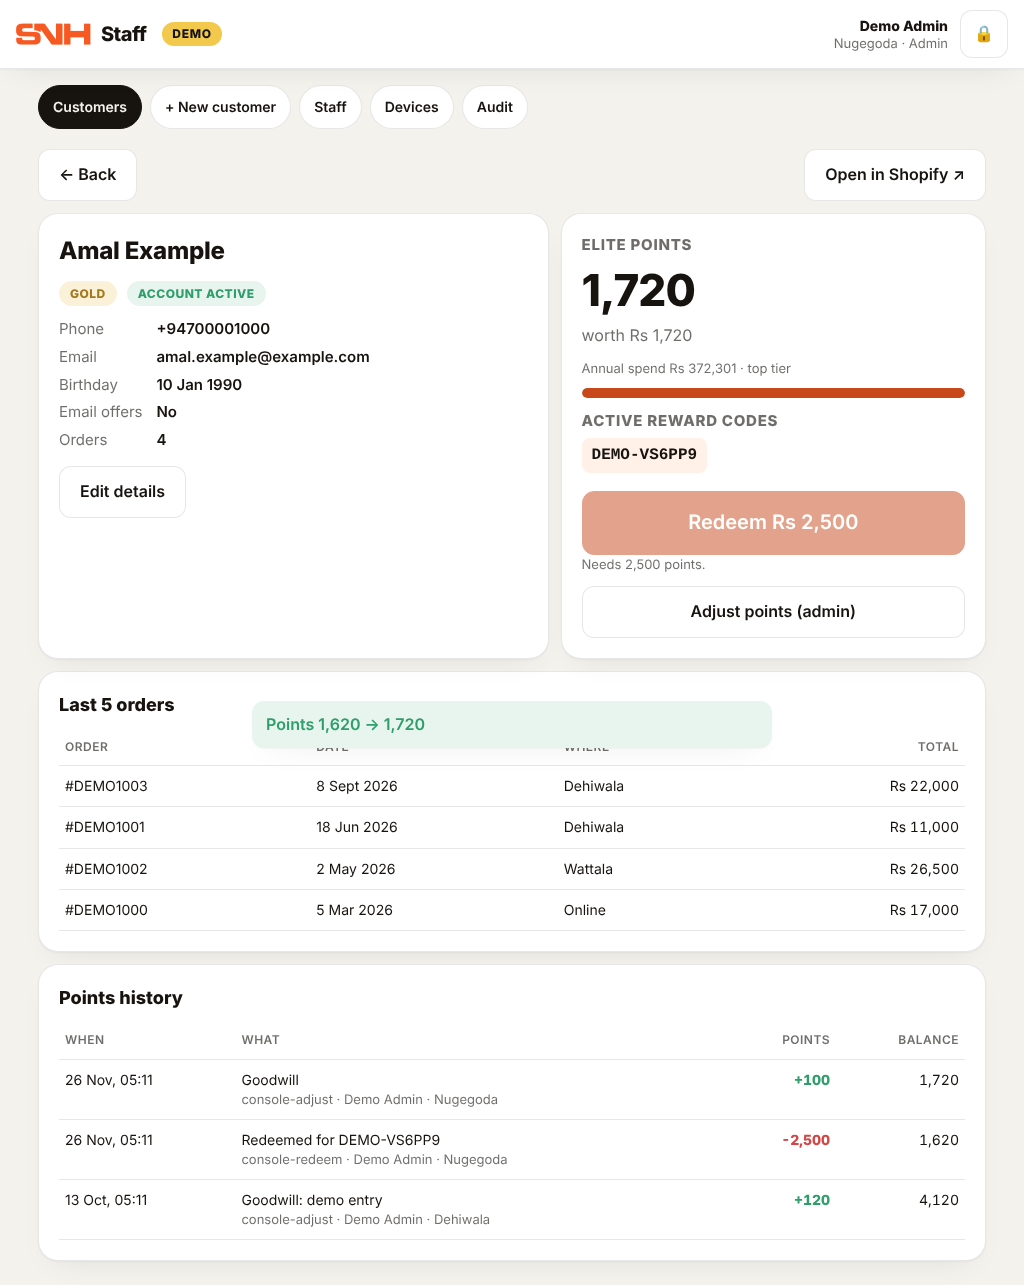 SNH Staff DEMO
Demo Admin
Nugegoda · Admin
Customers
+ New customer
Staff
Devices
Audit
← Back
Open in Shopify ↗
Amal Example
GOLD
ACCOUNT ACTIVE
Phone +94700001000
Email amal.example@example.com
Birthday 10 Jan 1990
Email offers No
Orders 4
Edit details
ELITE POINTS
1,720
worth Rs 1,720
Annual spend Rs 372,301 · top tier
ACTIVE REWARD CODES
DEMO-VS6PP9
Redeem Rs 2,500
Needs 2,500 points.
Adjust points (admin)
Last 5 orders
Points 1,620 → 1,720
ORDER DATE WHERE TOTAL
#DEMO1003 8 Sept 2026 Dehiwala Rs 22,000
#DEMO1001 18 Jun 2026 Dehiwala Rs 11,000
#DEMO1002 2 May 2026 Wattala Rs 26,500
#DEMO1000 5 Mar 2026 Online Rs 17,000
Points history
WHEN WHAT POINTS BALANCE
26 Nov, 05:11 Goodwill +100 1,720
console-adjust · Demo Admin · Nugegoda
26 Nov, 05:11 Redeemed for DEMO-VS6PP9 -2,500 1,620
console-redeem · Demo Admin · Nugegoda
13 Oct, 05:11 Goodwill: demo entry +120 4,120
console-adjust · Demo Admin · Dehiwala